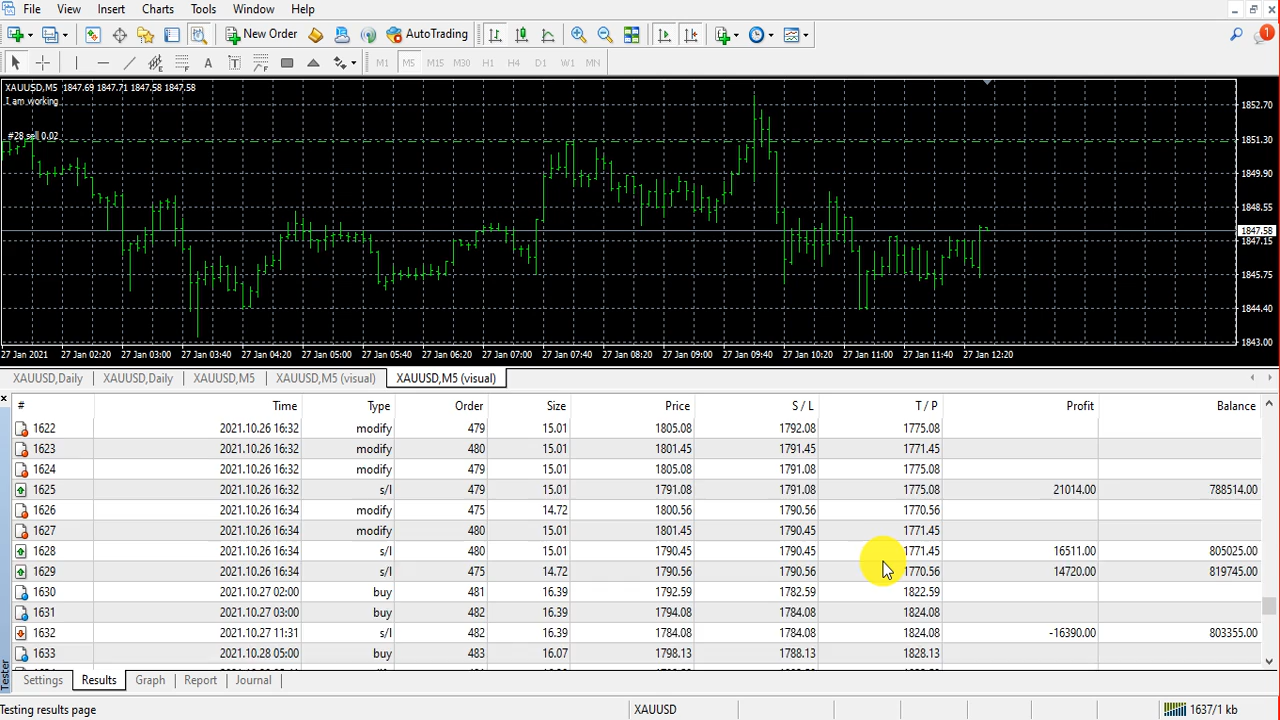 File View Insert Charts Tools Window Help
New Order AutoTrading 1
A T M1 M5 M15 M30 H1 H4 D1 W1 MN
XAUUSD,M5 1847.69 1847.71 1847.58 1847.58
I am working
#28 sell 0.02
1852.70
1851.30
1849.90
1848.55
1847.58
1847.15
1845.75
1844.40
1843.00
27 Jan 2021 27 Jan 02:20 27 Jan 03:00 27 Jan 03:40 27 Jan 04:20 27 Jan 05:00 27 Jan 05:40 27 Jan 06:20 27 Jan 07:00 27 Jan 07:40 27 Jan 08:20 27 Jan 09:00 27 Jan 09:40 27 Jan 10:20 27 Jan 11:00 27 Jan 11:40 27 Jan 12:20
XAUUSD,Daily XAUUSD,Daily XAUUSD,M5 XAUUSD,M5 (visual) XAUUSD,M5 (visual)
# Time Type Order Size Price S / L T / P Profit Balance
1622 2021.10.26 16:32 modify 479 15.01 1805.08 1792.08 1775.08
1623 2021.10.26 16:32 modify 480 15.01 1801.45 1791.45 1771.45
1624 2021.10.26 16:32 modify 479 15.01 1805.08 1791.08 1775.08
1625 2021.10.26 16:32 s/l 479 15.01 1791.08 1791.08 1775.08 21014.00 788514.00
1626 2021.10.26 16:34 modify 475 14.72 1800.56 1790.56 1770.56
1627 2021.10.26 16:34 modify 480 15.01 1801.45 1790.45 1771.45
1628 2021.10.26 16:34 s/l 480 15.01 1790.45 1790.45 1771.45 16511.00 805025.00
1629 2021.10.26 16:34 s/l 475 14.72 1790.56 1790.56 1770.56 14720.00 819745.00
1630 2021.10.27 02:00 buy 481 16.39 1792.59 1782.59 1822.59
1631 2021.10.27 03:00 buy 482 16.39 1794.08 1784.08 1824.08
1632 2021.10.27 11:31 s/l 482 16.39 1784.08 1784.08 1824.08 -16390.00 803355.00
1633 2021.10.28 05:00 buy 483 16.07 1798.13 1788.13 1828.13
Tester
Settings Results Graph Report Journal
Testing results page XAUUSD 1637/1 kb